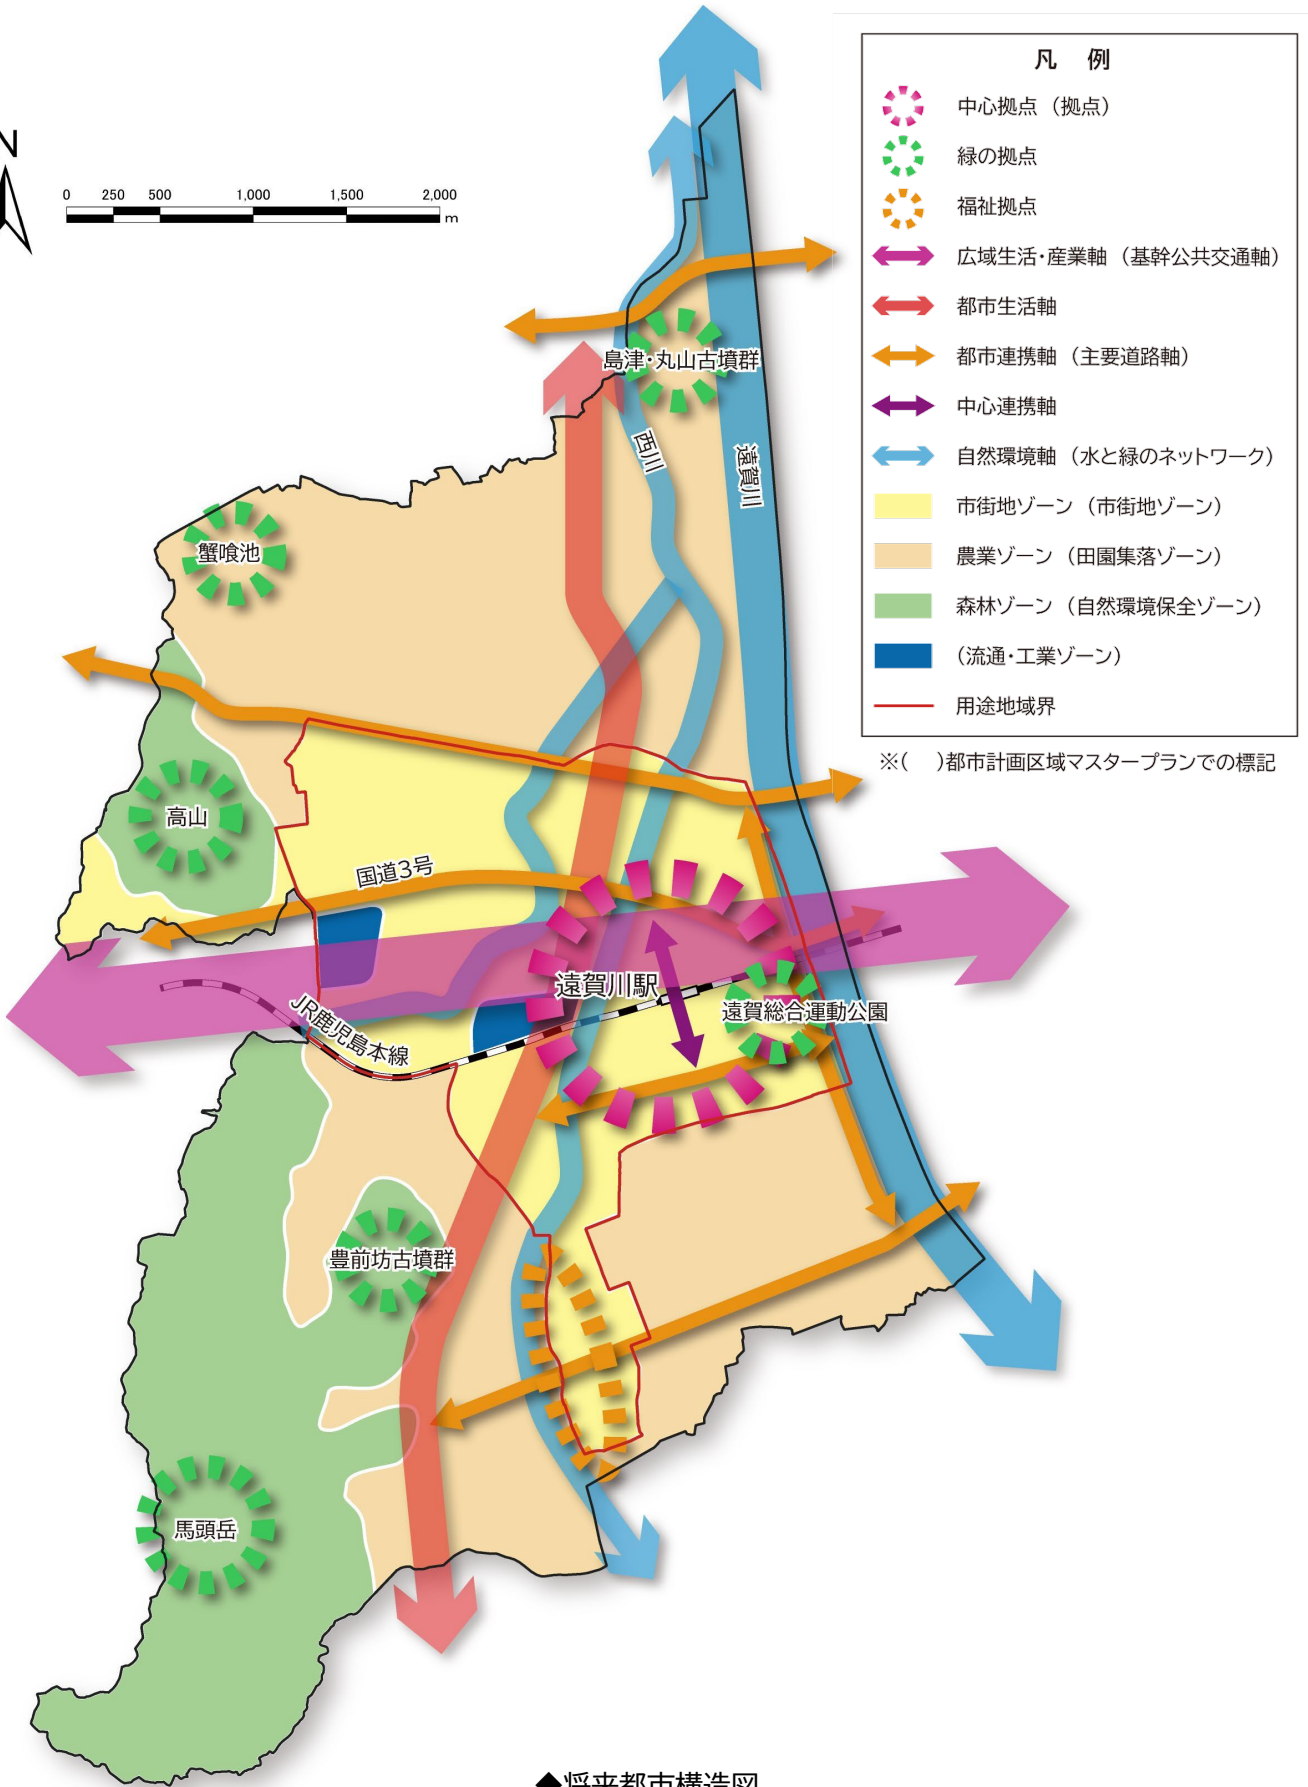 N
0 250 500 1,000 1,500 2,000
m
凡 例
中心拠点（拠点）
緑の拠点
福祉拠点
広域生活・産業軸（基幹公共交通軸）
都市生活軸
都市連携軸（主要道路軸）
中心連携軸
自然環境軸（水と緑のネットワーク）
市街地ゾーン（市街地ゾーン）
農業ゾーン（田園集落ゾーン）
森林ゾーン（自然環境保全ゾーン）
（流通・工業ゾーン）
用途地域界
※( )都市計画区域マスタープランでの標記
島津・丸山古墳群
西川
遠賀川
蟹喰池
高山
国道3号
遠賀川駅
遠賀総合運動公園
JR鹿児島本線
豊前坊古墳群
馬頭岳
◆将来都市構造図